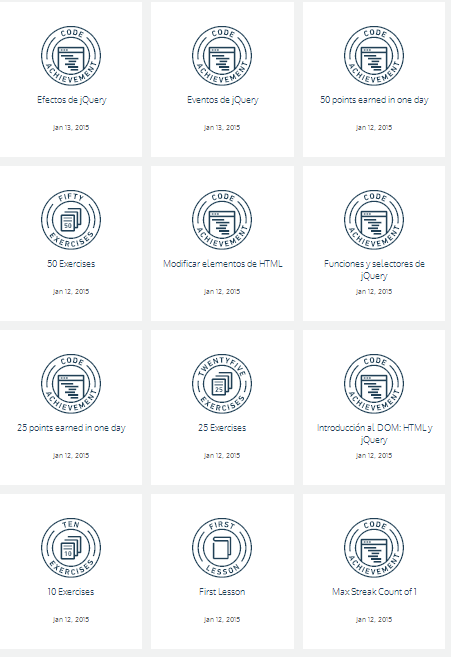 CODE ACHIEVEMENT
Efectos de jQuery
Jan 13, 2015
CODE ACHIEVEMENT
Eventos de jQuery
Jan 13, 2015
CODE ACHIEVEMENT
50 points earned in one day
Jan 12, 2015
FIFTY EXERCISES
50
50 Exercises
Jan 12, 2015
CODE ACHIEVEMENT
Modificar elementos de HTML
Jan 12, 2015
CODE ACHIEVEMENT
Funciones y selectores de
jQuery
Jan 12, 2015
CODE ACHIEVEMENT
25 points earned in one day
Jan 12, 2015
TWENTYFIVE EXERCISES
25
25 Exercises
Jan 12, 2015
CODE ACHIEVEMENT
Introducción al DOM: HTML y
jQuery
Jan 12, 2015
TEN EXERCISES
10
10 Exercises
Jan 12, 2015
FIRST LESSON
First Lesson
Jan 12, 2015
CODE ACHIEVEMENT
Max Streak Count of 1
Jan 12, 2015